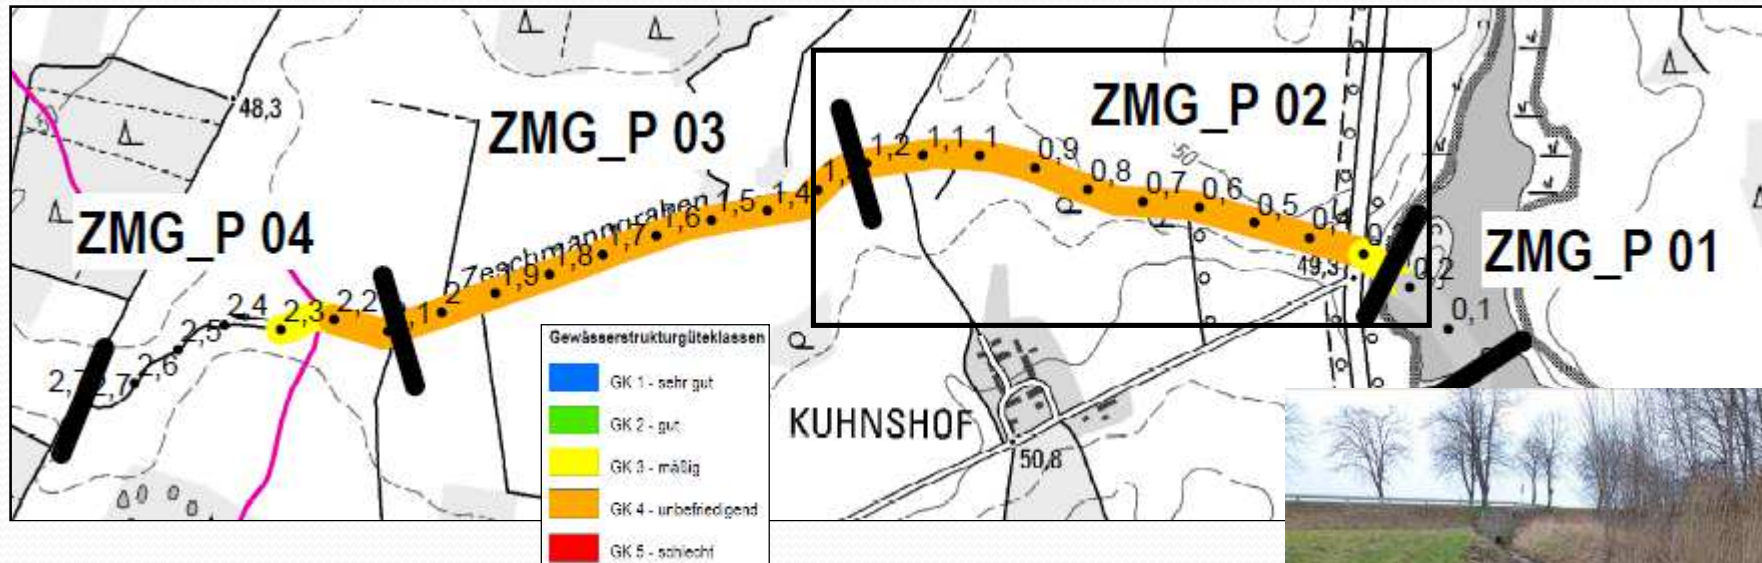 48,3
ZMG_P 04
ZMG_P 03
ZMG_P 02
ZMG_P 01
2,7
2,7
2,6
2,5
2,4
2,3
2,2
2
1,9
1,8
1,7
1,6
1,5
1,4
1,2
1,1
1
0,9
0,8
0,7
0,6
0,5
0,4
0,2
0,1
Zeschmanngraben
50
49,3
KUHNSHOF
50,8
Gewässerstrukturgüteklassen
GK 1 - sehr gut
GK 2 - gut
GK 3 - mäßig
GK 4 - unbefriedigend
GK 5 - schlecht